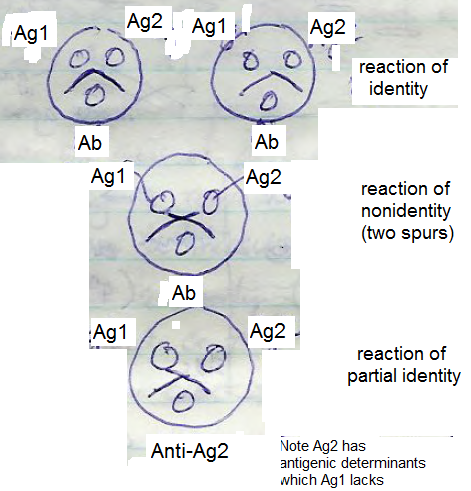 Ag1 Ag2 Ag1 Ag2
reaction of
identity
Ab Ab
Ag1 Ag2
reaction of
nonidentity
(two spurs)
Ab
Ag1 Ag2
reaction of
partial identity
Anti-Ag2
Note Ag2 has
antigenic determinants
which Ag1 lacks